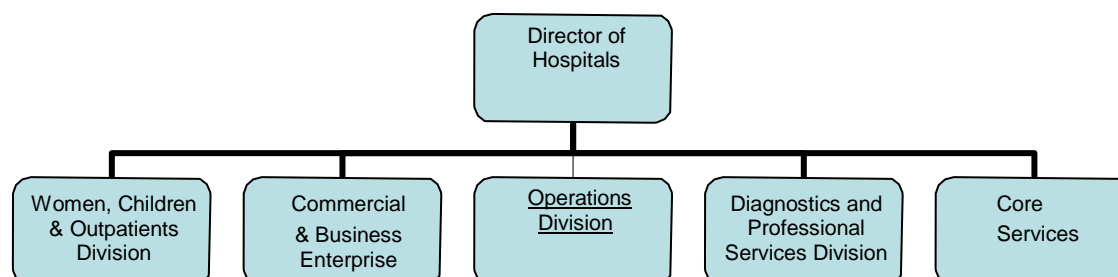 Director of
Hospitals
Women, Children
& Outpatients
Division
Commercial
& Business
Enterprise
Operations
Division
Diagnostics and
Professional
Services Division
Core
Services